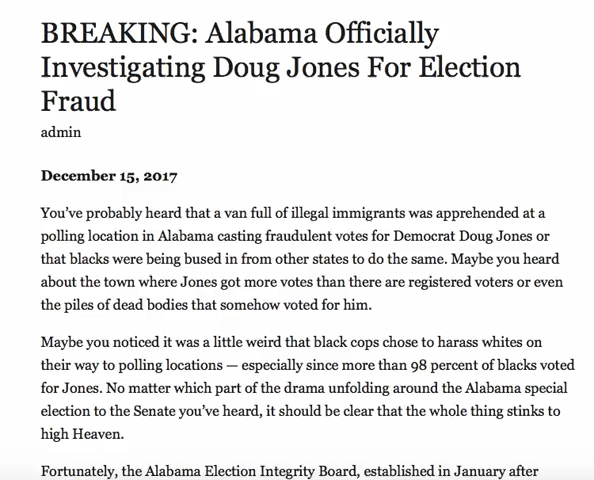 BREAKING: Alabama Officially
Investigating Doug Jones For Election
Fraud
admin
December 15, 2017
You’ve probably heard that a van full of illegal immigrants was apprehended at a
polling location in Alabama casting fraudulent votes for Democrat Doug Jones or
that blacks were being bused in from other states to do the same. Maybe you heard
about the town where Jones got more votes than there are registered voters or even
the piles of dead bodies that somehow voted for him.
Maybe you noticed it was a little weird that black cops chose to harass whites on
their way to polling locations — especially since more than 98 percent of blacks voted
for Jones. No matter which part of the drama unfolding around the Alabama special
election to the Senate you’ve heard, it should be clear that the whole thing stinks to
high Heaven.
Fortunately, the Alabama Election Integrity Board, established in January after